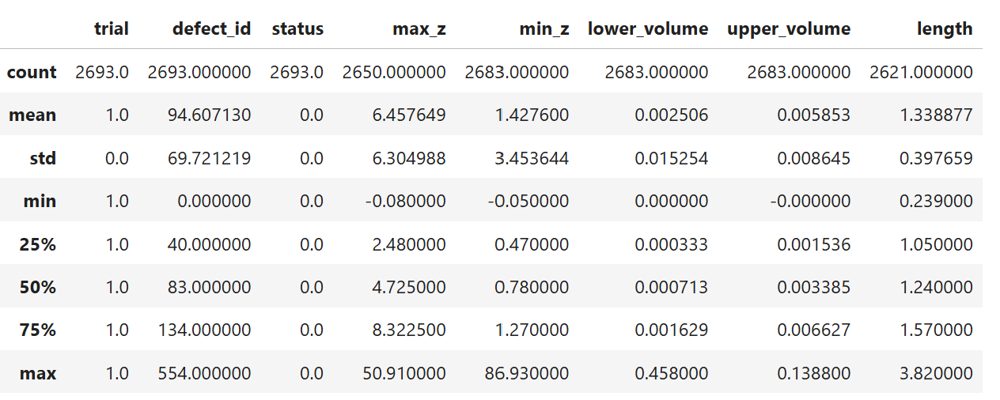 trial defect_id status max_z min_z lower_volume upper_volume length
count 2693.0 2693.000000 2693.0 2650.000000 2683.000000 2683.000000 2683.000000 2621.000000
mean 1.0 94.607130 0.0 6.457649 1.427600 0.002506 0.005853 1.338877
std 0.0 69.721219 0.0 6.304988 3.453644 0.015254 0.008645 0.397659
min 1.0 0.000000 0.0 -0.080000 -0.050000 0.000000 -0.000000 0.239000
25% 1.0 40.000000 0.0 2.480000 0.470000 0.000333 0.001536 1.050000
50% 1.0 83.000000 0.0 4.725000 0.780000 0.000713 0.003385 1.240000
75% 1.0 134.000000 0.0 8.322500 1.270000 0.001629 0.006627 1.570000
max 1.0 554.000000 0.0 50.910000 86.930000 0.458000 0.138800 3.820000